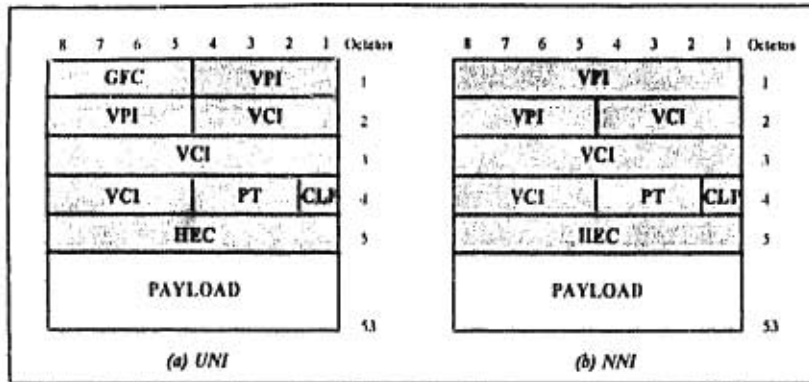 8 7 6 5 4 3 2 1 Octetos
GFC VPI 1
VPI VCI 2
VCI 3
VCI PT CLP 4
HEC 5
PAYLOAD
53
(a) UNI
8 7 6 5 4 3 2 1 Octetos
VPI 1
VPI VCI 2
VCI 3
VCI PT CLP 4
HEC 5
PAYLOAD
53
(b) NNI